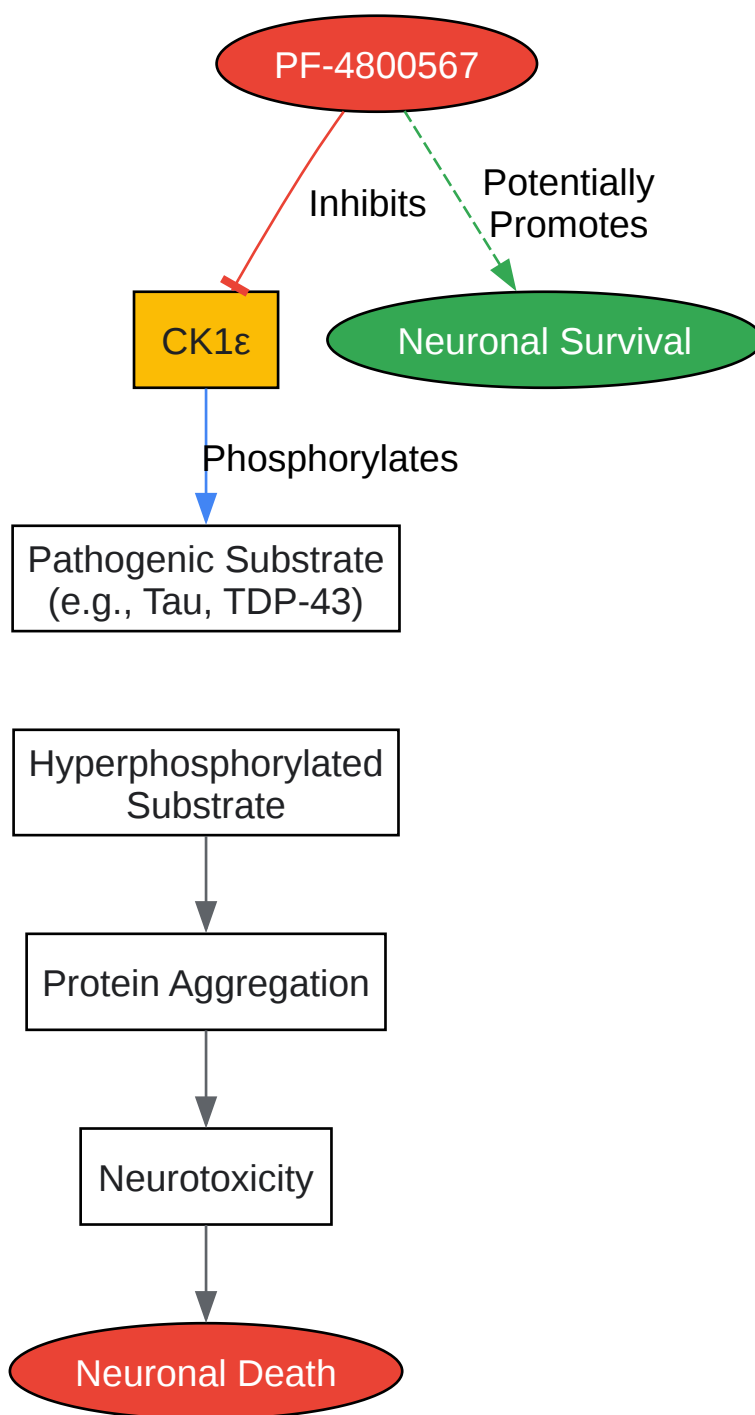 PF-4800567
Inhibits
Potentially
Promotes
CK1ε
Neuronal Survival
Phosphorylates
Pathogenic Substrate
(e.g., Tau, TDP-43)
Hyperphosphorylated
Substrate
Protein Aggregation
Neurotoxicity
Neuronal Death